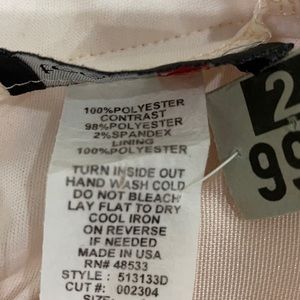 100%POLYESTER
CONTRAST
98%POLYESTER
2%SPANDEX
LINING
100%POLYESTER
TURN INSIDE OUT
HAND WASH COLD
DO NOT BLEACH
LAY FLAT TO DRY
COOL IRON
ON REVERSE
IF NEEDED
MADE IN USA
RN# 48533
STYLE : 513133D
CUT #: 002304
2
99